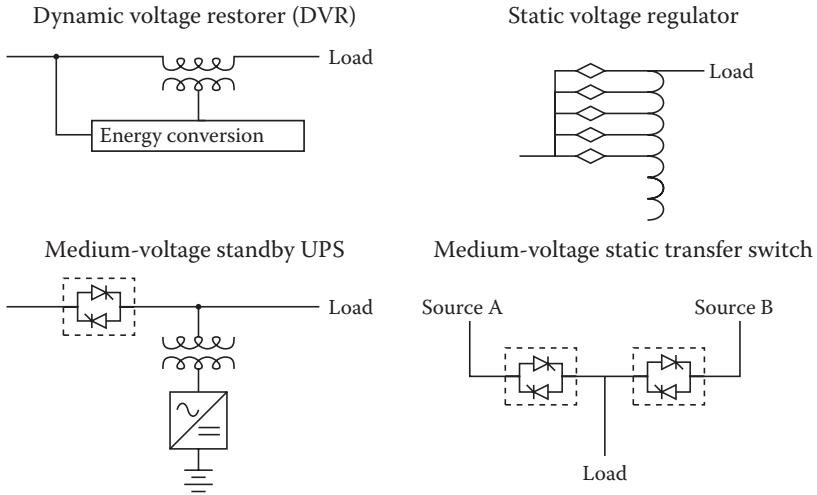 Dynamic voltage restorer (DVR)
Load
Energy conversion
Static voltage regulator
Load
Medium-voltage standby UPS
Load
Medium-voltage static transfer switch
Source A
Source B
Load